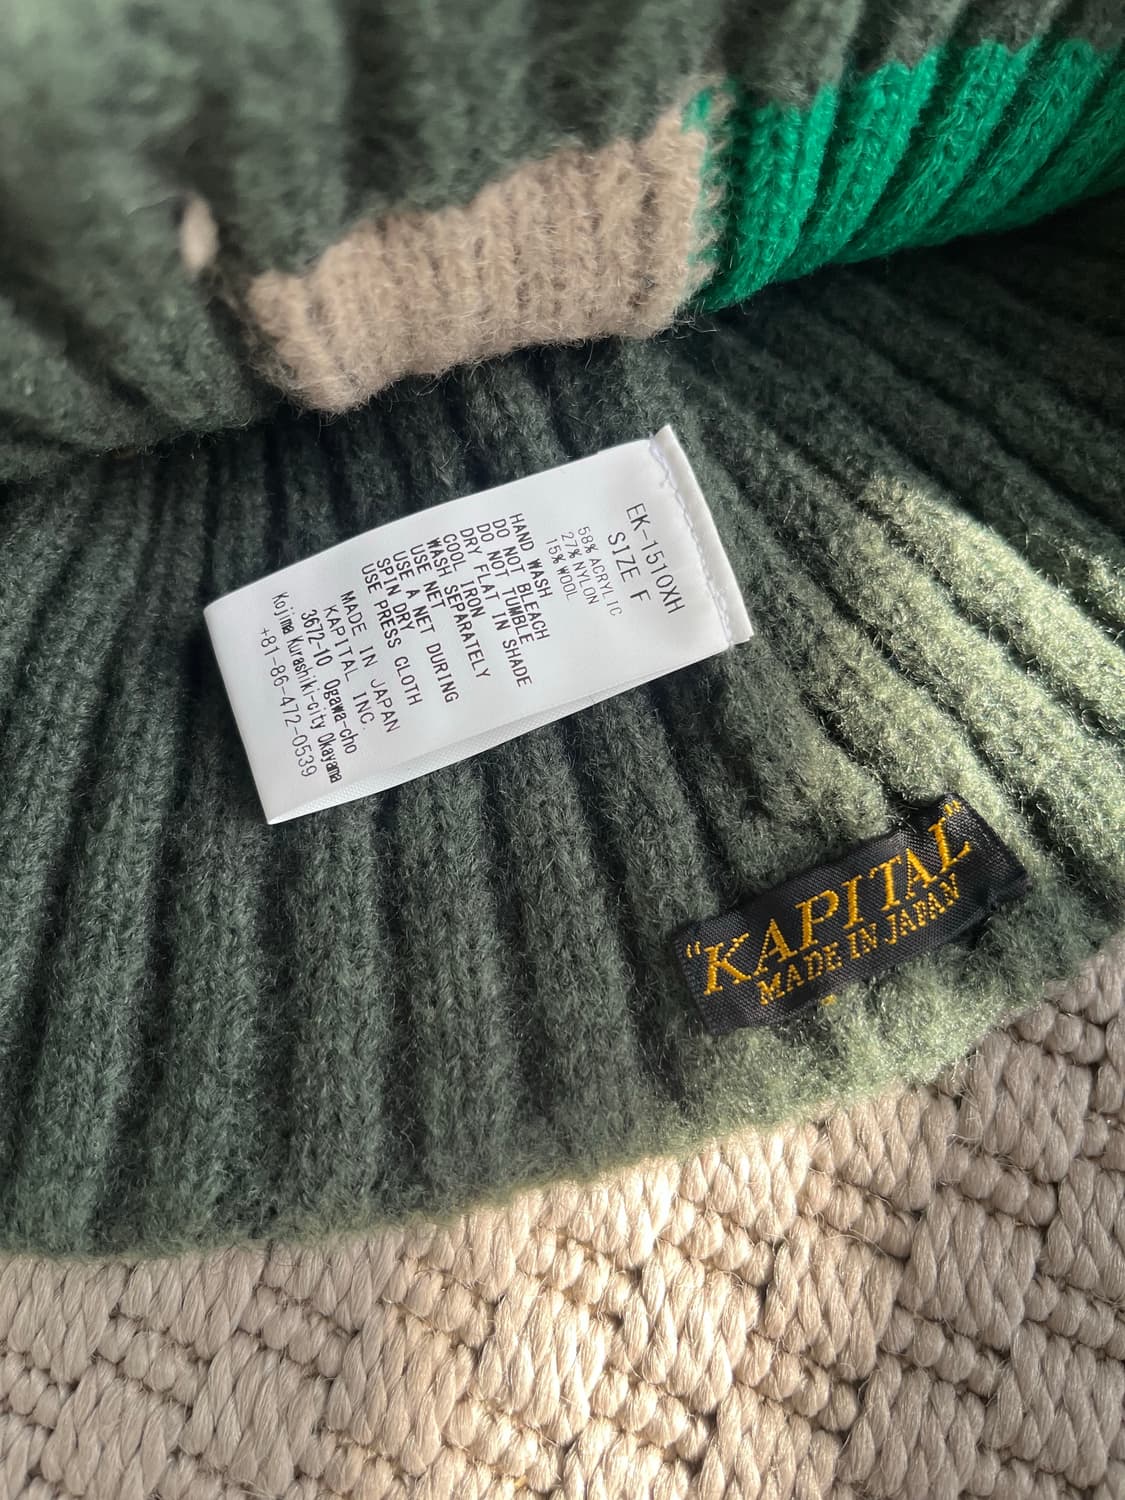 EK-1510XH
SIZE F
58% ACRYLIC
27% NYLON
15% WOOL
HAND WASH
DO NOT BLEACH
DO NOT TUMBLE
DRY FLAT IN SHADE
COOL IRON
WASH SEPARATELY
USE NET
USE A NET DURING
SPIN DRY
USE PRESS CLOTH
MADE IN JAPAN
KAPITAL INC.
3672-10 Ogawa-cho
Kojima Kurashiki-city Okayama
+81-86-472-0539
"KAPITAL"
MADE IN JAPAN